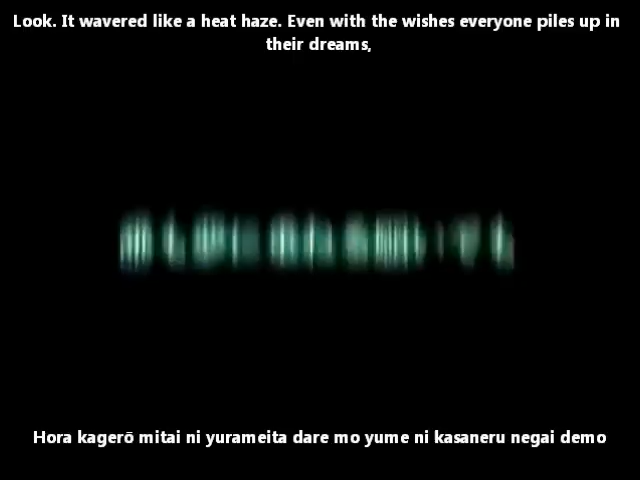 Look. It wavered like a heat haze. Even with the wishes everyone piles up in
their dreams,
Hora kagerō mitai ni yurameita dare mo yume ni kasaneru negai demo